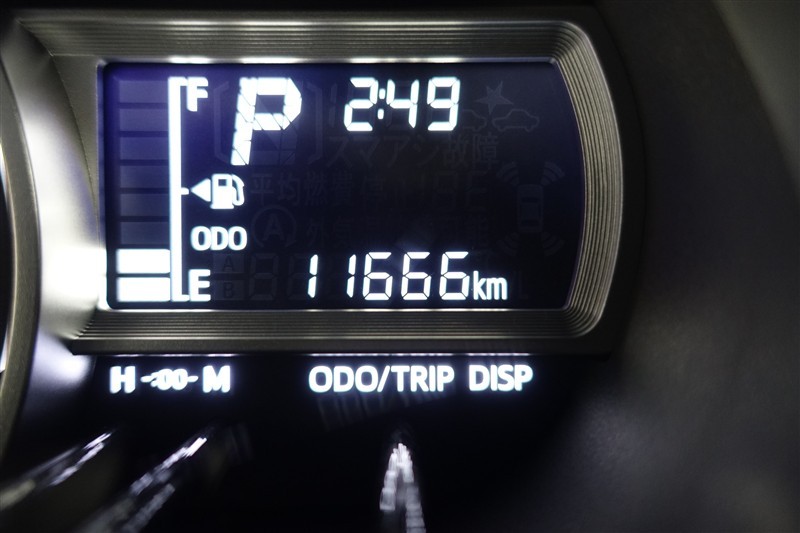 F
P 2:49
ODO
E
11666km
H -00- M
ODO/TRIP DISP